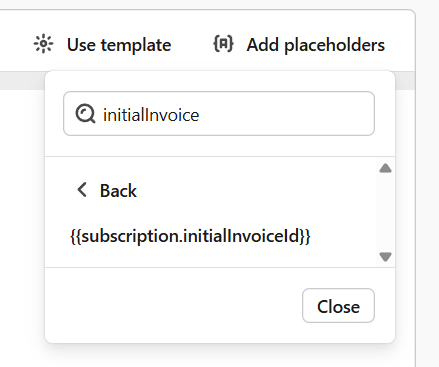 Use template Add placeholders
initialInvoice
Back
{{subscription.initialInvoiceId}}
Close